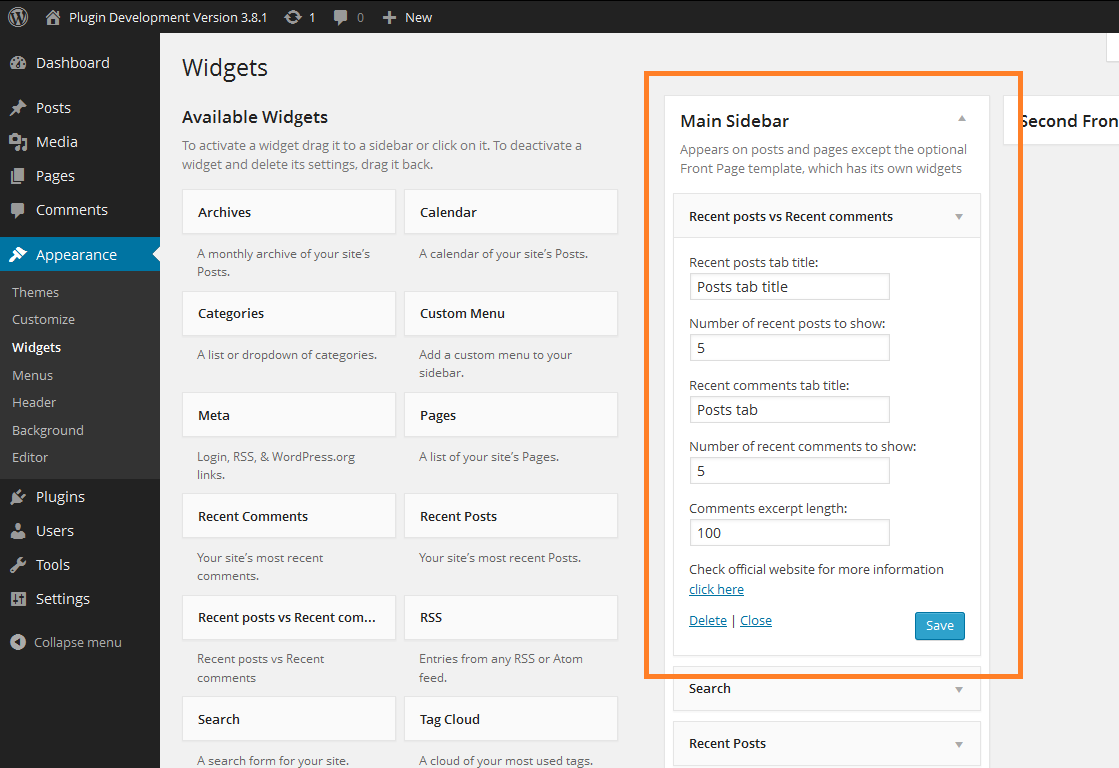 Plugin Development Version 3.8.1 1 0 New
Dashboard
Posts
Media
Pages
Comments
Appearance
Themes
Customize
Widgets
Menus
Header
Background
Editor
Plugins
Users
Tools
Settings
Collapse menu
Widgets
Available Widgets
To activate a widget drag it to a sidebar or click on it. To deactivate a
widget and delete its settings, drag it back.
Archives
A monthly archive of your site’s
Posts.
Calendar
A calendar of your site’s Posts.
Categories
A list or dropdown of categories.
Custom Menu
Add a custom menu to your
sidebar.
Meta
Login, RSS, & WordPress.org
links.
Pages
A list of your site’s Pages.
Recent Comments
Your site’s most recent
comments.
Recent Posts
Your site’s most recent Posts.
Recent posts vs Recent com...
Recent posts vs Recent
comments
RSS
Entries from any RSS or Atom
feed.
Search
A search form for your site.
Tag Cloud
A cloud of your most used tags.
Main Sidebar
Appears on posts and pages except the optional
Front Page template, which has its own widgets
Recent posts vs Recent comments
Recent posts tab title:
Posts tab title
Number of recent posts to show:
5
Recent comments tab title:
Posts tab
Number of recent comments to show:
5
Comments excerpt length:
100
Check official website for more information
click here
Delete | Close
Save
Search
Recent Posts
Second Fron